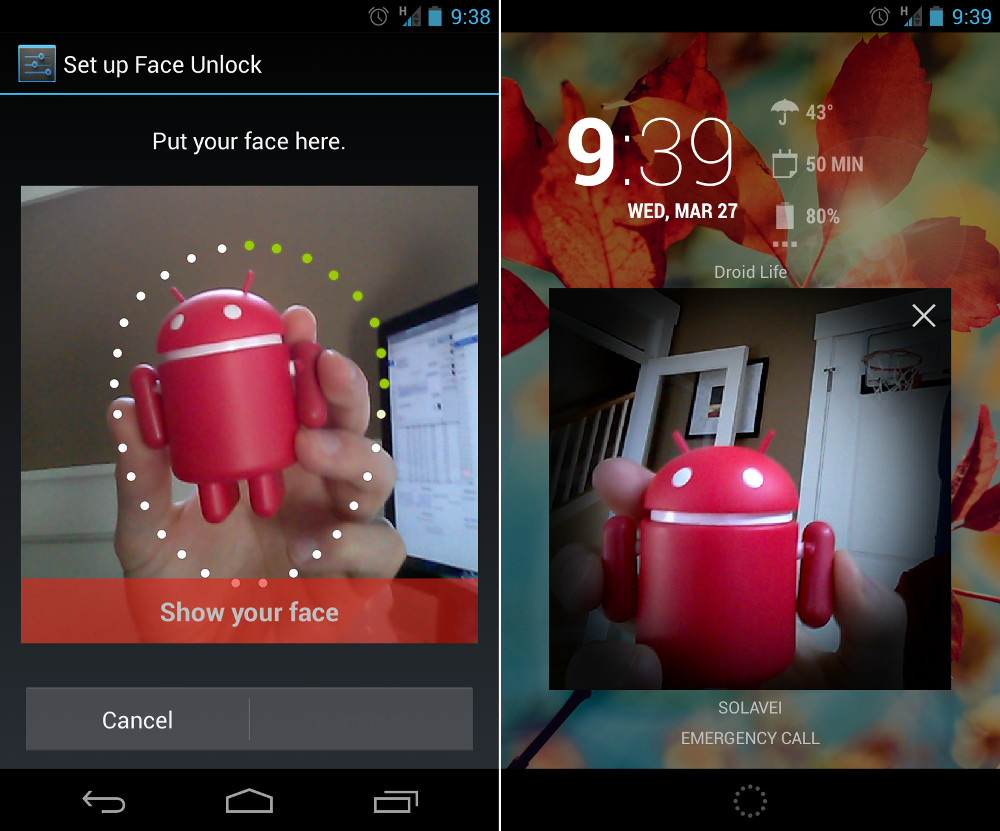 H 9:38
Set up Face Unlock
Put your face here.
Show your face
Cancel
H 9:39
9:39
43°
50 MIN
80%
WED, MAR 27
Droid Life
SOLAVEI
EMERGENCY CALL